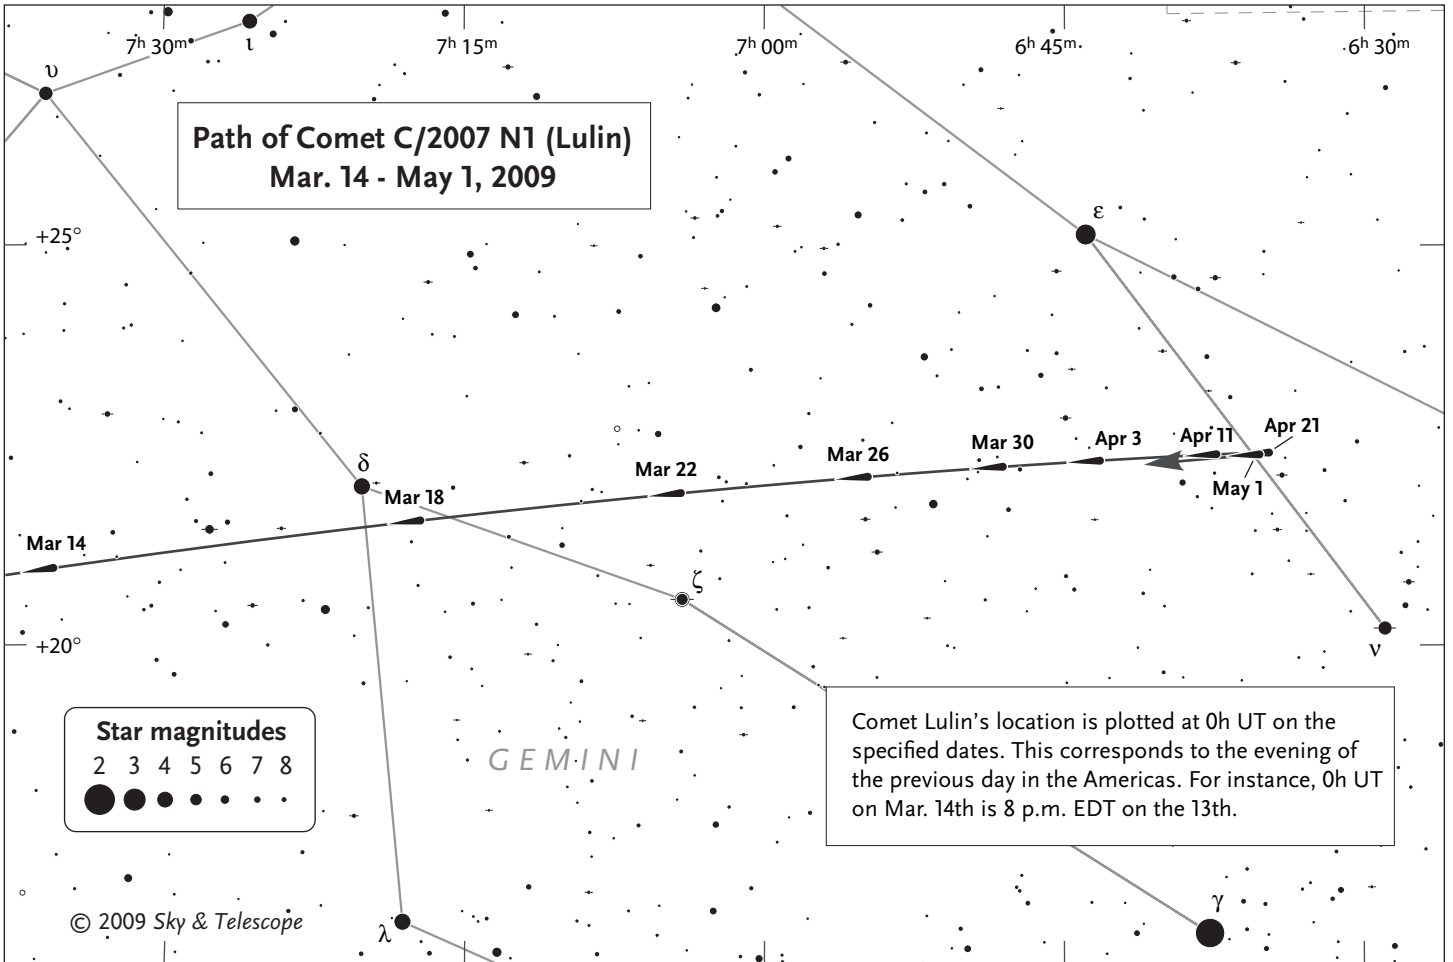 7h 30m
7h 15m
7h 00m
6h 45m
6h 30m
ι
υ
Path of Comet C/2007 N1 (Lulin)
Mar. 14 - May 1, 2009
ε
+25°
δ
Mar 14
Mar 18
Mar 22
Mar 26
Mar 30
Apr 3
Apr 11
Apr 21
May 1
ζ
ν
+20°
Star magnitudes
2 3 4 5 6 7 8
GEMINI
Comet Lulin's location is plotted at 0h UT on the
specified dates. This corresponds to the evening of
the previous day in the Americas. For instance, 0h UT
on Mar. 14th is 8 p.m. EDT on the 13th.
γ
λ
© 2009 Sky & Telescope